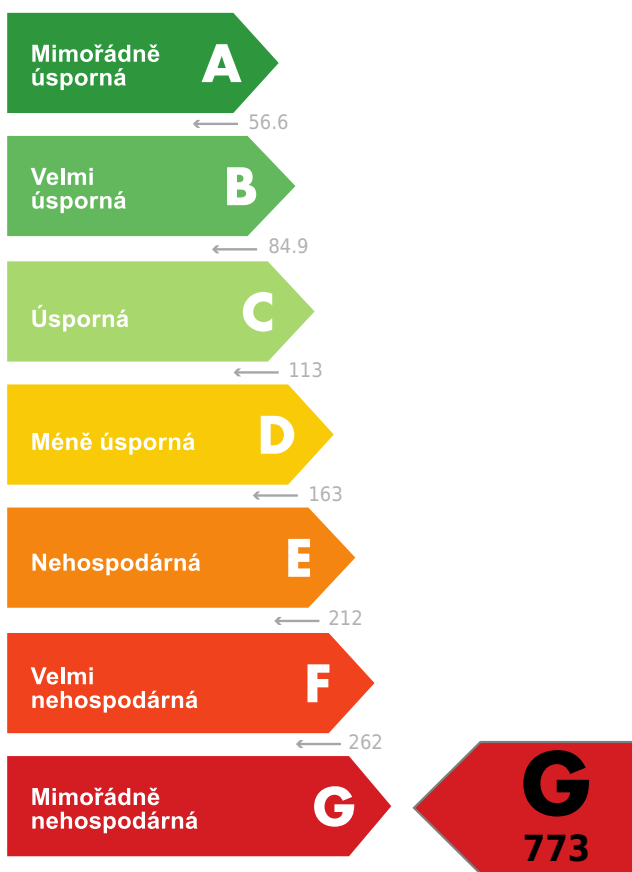 Mimořádně
úsporná
A
← 56.6
Velmi
úsporná
B
← 84.9
Úsporná
C
← 113
Méně úsporná
D
← 163
Nehospodárná
E
← 212
Velmi
nehospodárná
F
← 262
Mimořádně
nehospodárná
G
G
773